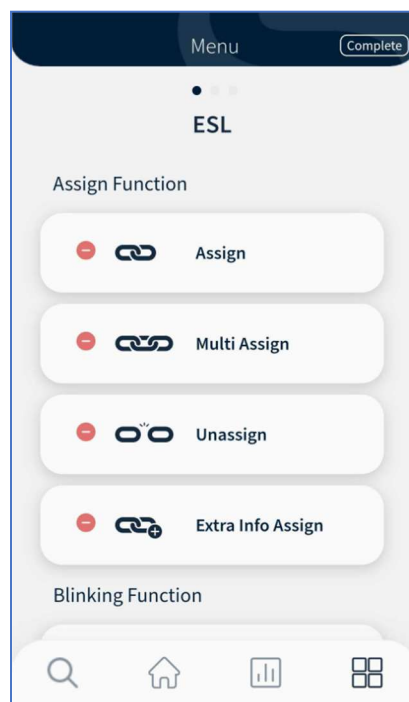 Menu
Complete
ESL
Assign Function
Assign
Multi Assign
Unassign
Extra Info Assign
Blinking Function